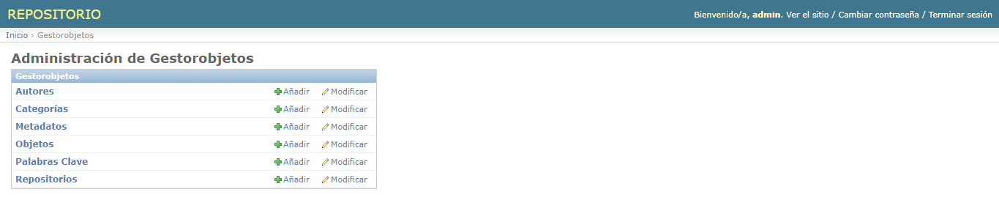 REPOSITORIO Bienvenido/a, admin. Ver el sitio / Cambiar contraseña / Terminar sesión
Inicio › Gestorobjetos
Administración de Gestorobjetos
Gestorobjetos
Autores Añadir Modificar
Categorías Añadir Modificar
Metadatos Añadir Modificar
Objetos Añadir Modificar
Palabras Clave Añadir Modificar
Repositorios Añadir Modificar